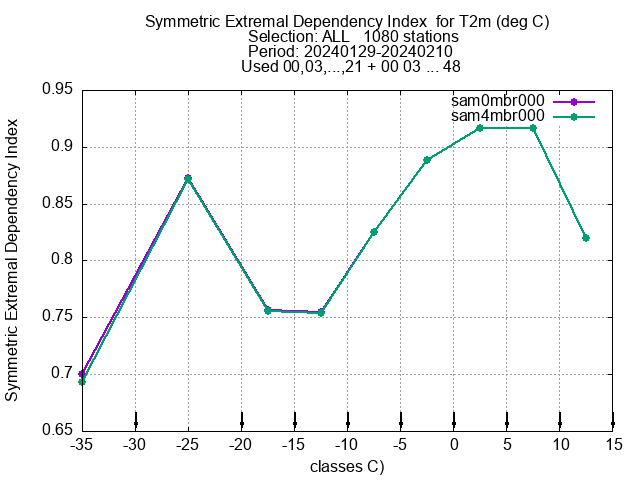 Symmetric Extremal Dependency Index  for T2m (deg C)
Selection: ALL   1080 stations
Period: 20240129-20240210
Used 00,03,...,21 + 00 03 ... 48
sam0mbr000
sam4mbr000
Symmetric Extremal Dependency Index
0.95
0.9
0.85
0.8
0.75
0.7
0.65
-35 -30 -25 -20 -15 -10 -5 0 5 10 15
classes C)